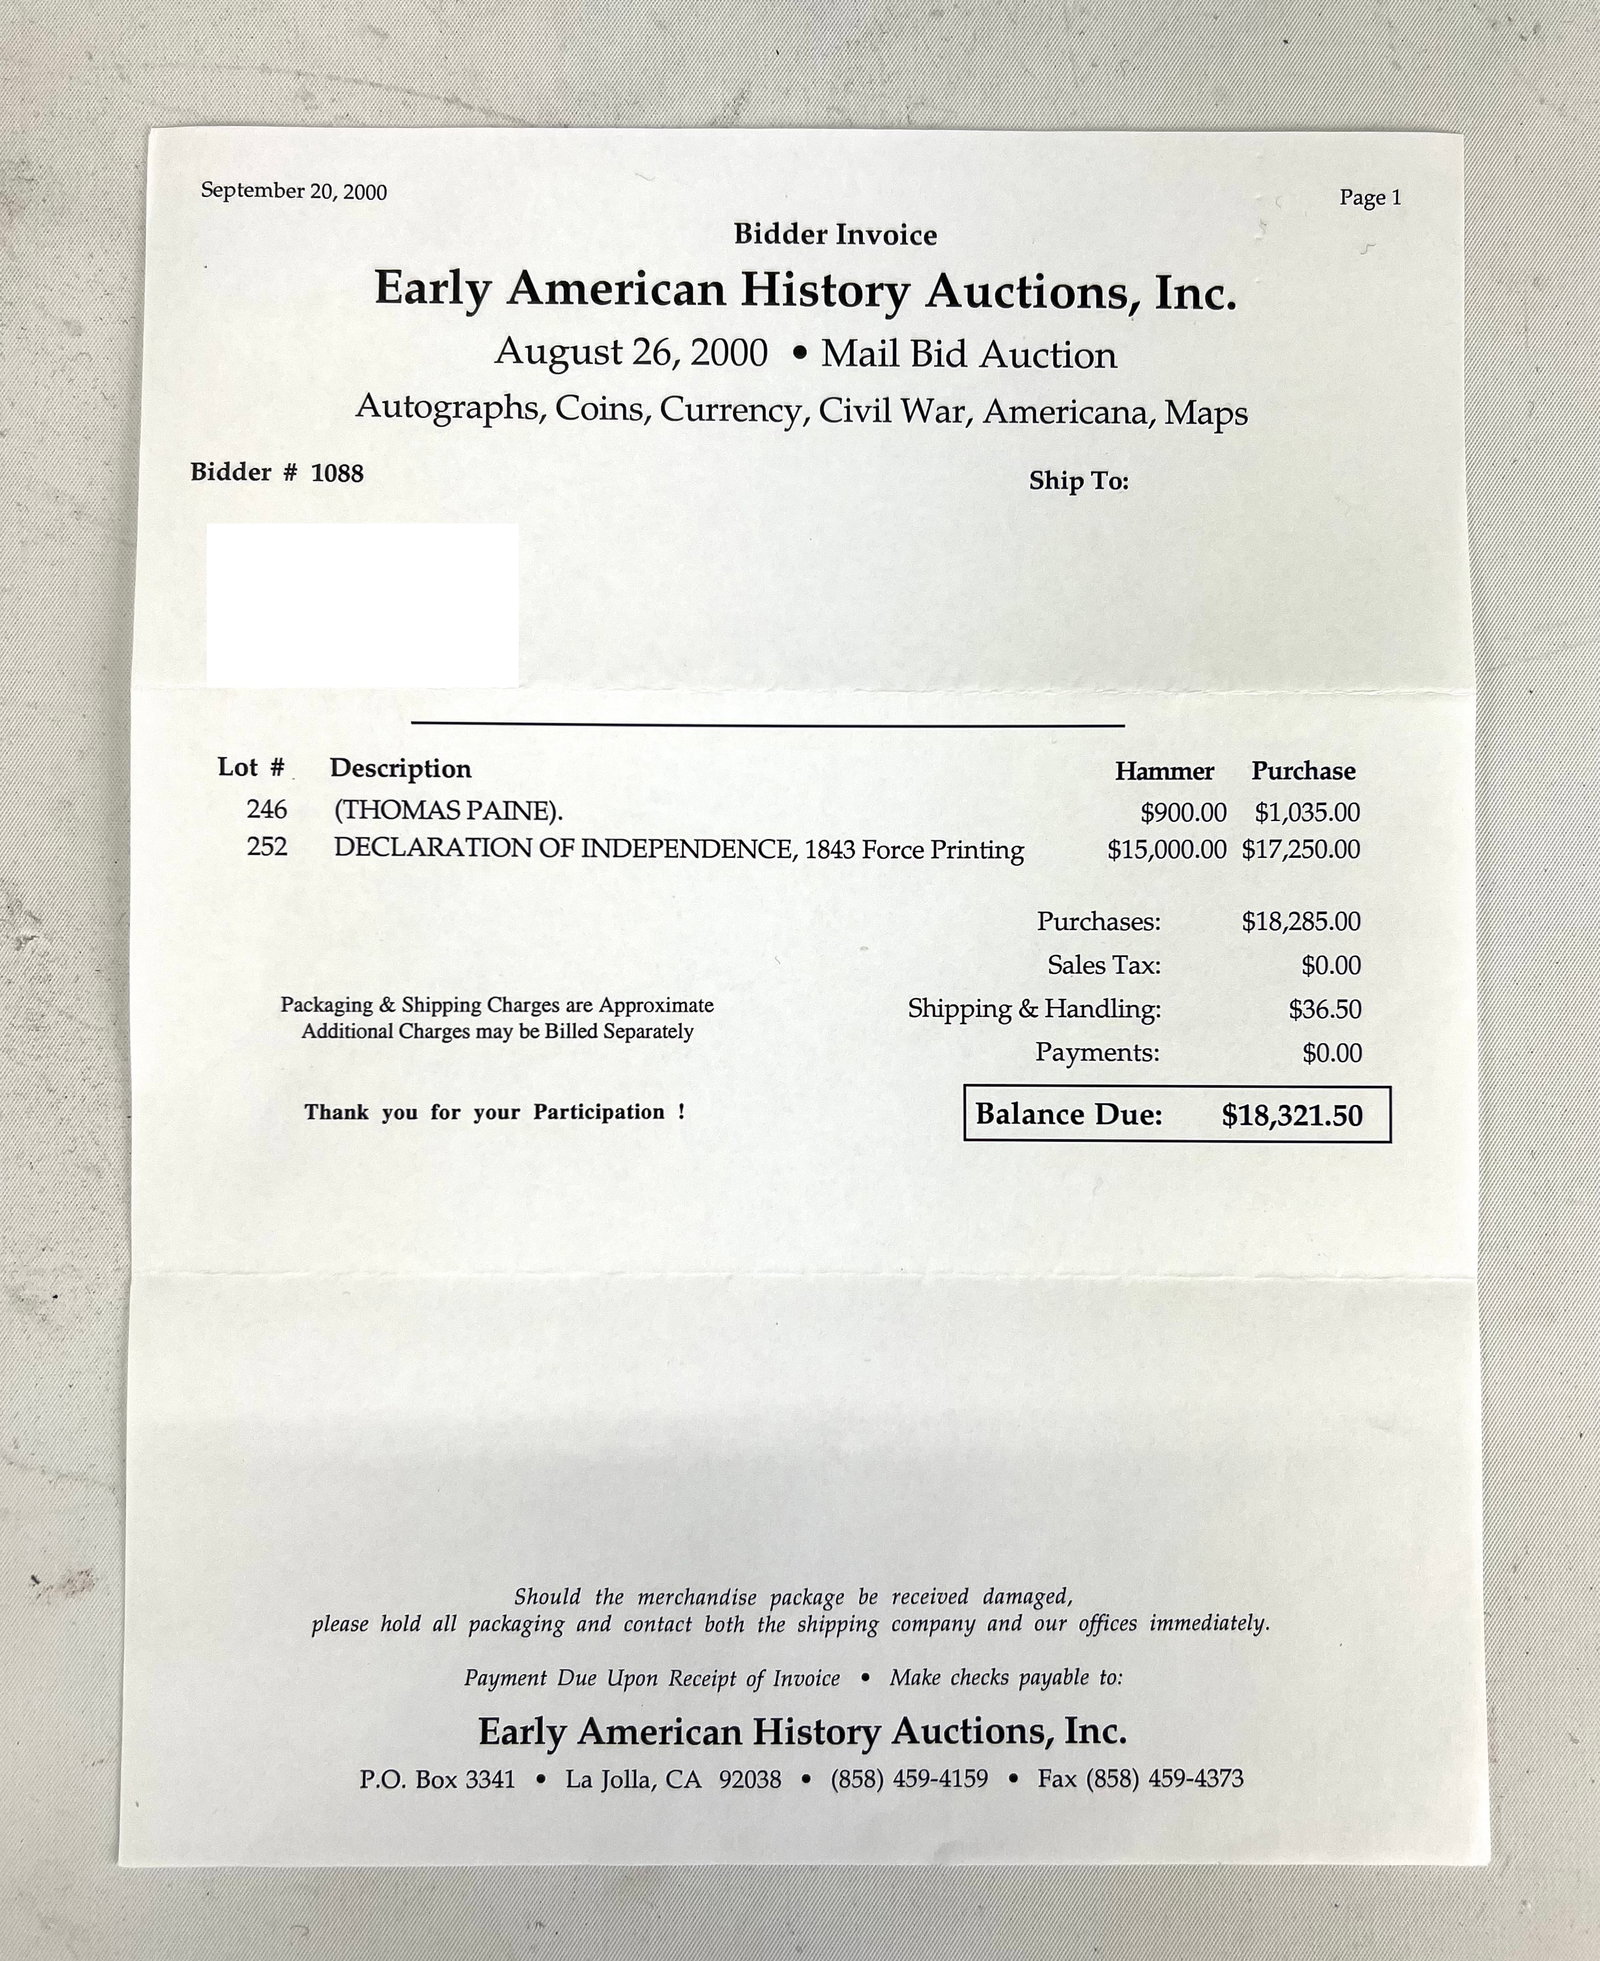 September 20, 2000
Page 1
Bidder Invoice
Early American History Auctions, Inc.
August 26, 2000 • Mail Bid Auction
Autographs, Coins, Currency, Civil War, Americana, Maps
Bidder # 1088
Ship To:
Lot # Description Hammer Purchase
246 (THOMAS PAINE). $900.00 $1,035.00
252 DECLARATION OF INDEPENDENCE, 1843 Force Printing $15,000.00 $17,250.00
Purchases: $18,285.00
Sales Tax: $0.00
Packaging & Shipping Charges are Approximate
Additional Charges may be Billed Separately
Shipping & Handling: $36.50
Payments: $0.00
Thank you for your Participation !
Balance Due: $18,321.50
Should the merchandise package be received damaged,
please hold all packaging and contact both the shipping company and our offices immediately.
Payment Due Upon Receipt of Invoice • Make checks payable to:
Early American History Auctions, Inc.
P.O. Box 3341 • La Jolla, CA 92038 • (858) 459-4159 • Fax (858) 459-4373